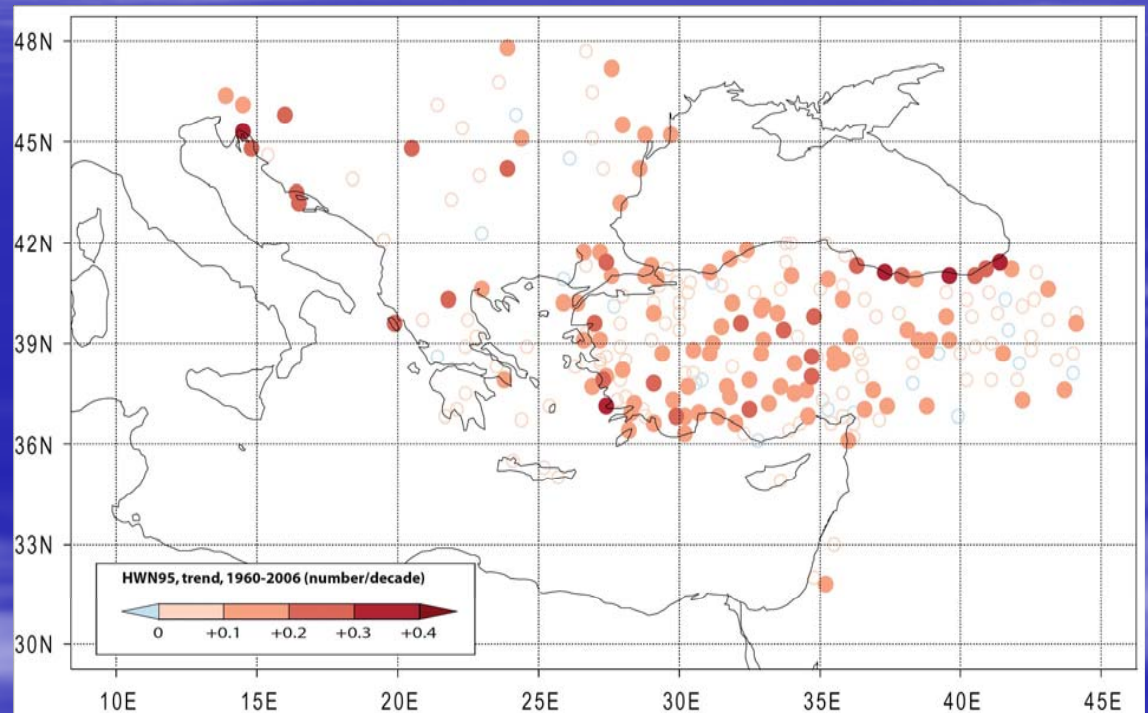 48N
45N
42N
39N
36N
33N
30N
HWN95, trend, 1960-2006 (number/decade)
0 +0.1 +0.2 +0.3 +0.4
10E 15E 20E 25E 30E 35E 40E 45E